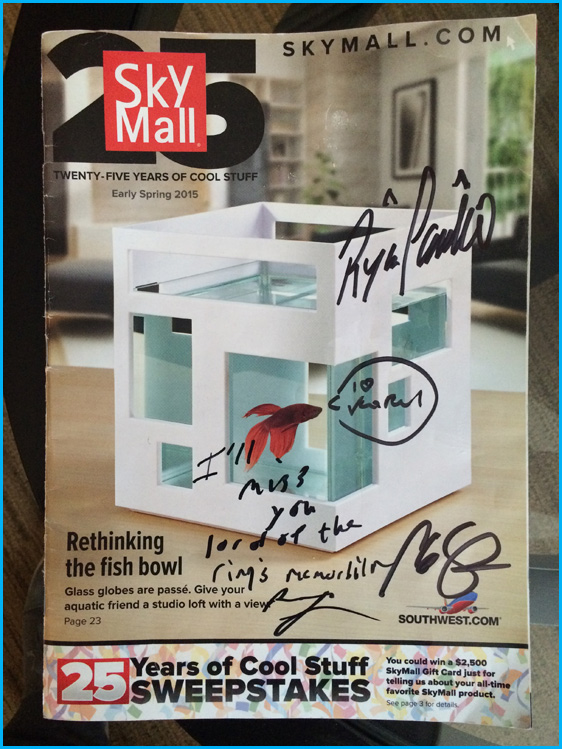 SKYMALL.COM
25
Sky
Mall
TWENTY-FIVE YEARS OF COOL STUFF
Early Spring 2015
I'll
miss
you
lord of the
Rethinking
the fish bowl
Glass globes are passé. Give your
aquatic friend a studio loft with a view.
Page 23
SOUTHWEST.COM
25 Years of Cool Stuff
SWEEPSTAKES
You could win a $2,500
SkyMall Gift Card just for
telling us about your all-time
favorite SkyMall product.
See page 3 for details.